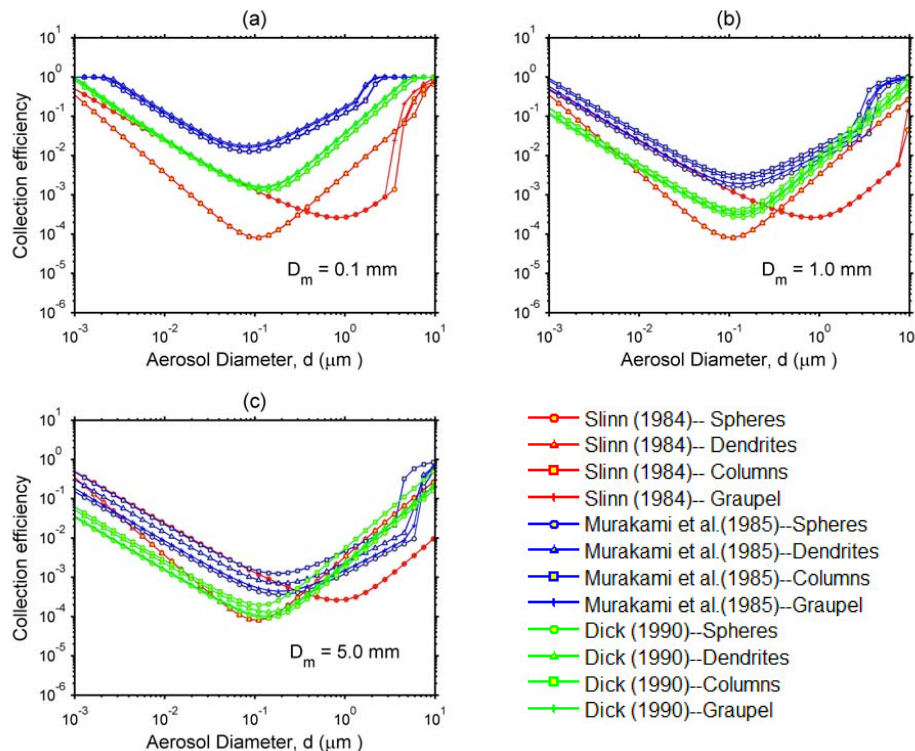 (a)
10^1
10^0
10^-1
10^-2
10^-3
10^-4
10^-5
10^-6
Collection efficiency
D_m = 0.1 mm
10^-3 10^-2 10^-1 10^0 10^1
Aerosol Diameter, d (μm)
(b)
10^1
10^0
10^-1
10^-2
10^-3
10^-4
10^-5
10^-6
D_m = 1.0 mm
10^-3 10^-2 10^-1 10^0 10
Aerosol Diameter, d (μm)
(c)
10^1
10^0
10^-1
10^-2
10^-3
10^-4
10^-5
10^-6
Collection efficiency
D_m = 5.0 mm
10^-3 10^-2 10^-1 10^0 10^1
Aerosol Diameter, d (μm)
Slinn (1984)-- Spheres
Slinn (1984)-- Dendrites
Slinn (1984)-- Columns
Slinn (1984)-- Graupel
Murakami et al.(1985)--Spheres
Murakami et al.(1985)--Dendrites
Murakami et al.(1985)--Columns
Murakami et al.(1985)--Graupel
Dick (1990)--Spheres
Dick (1990)--Dendrites
Dick (1990)--Columns
Dick (1990)--Graupel